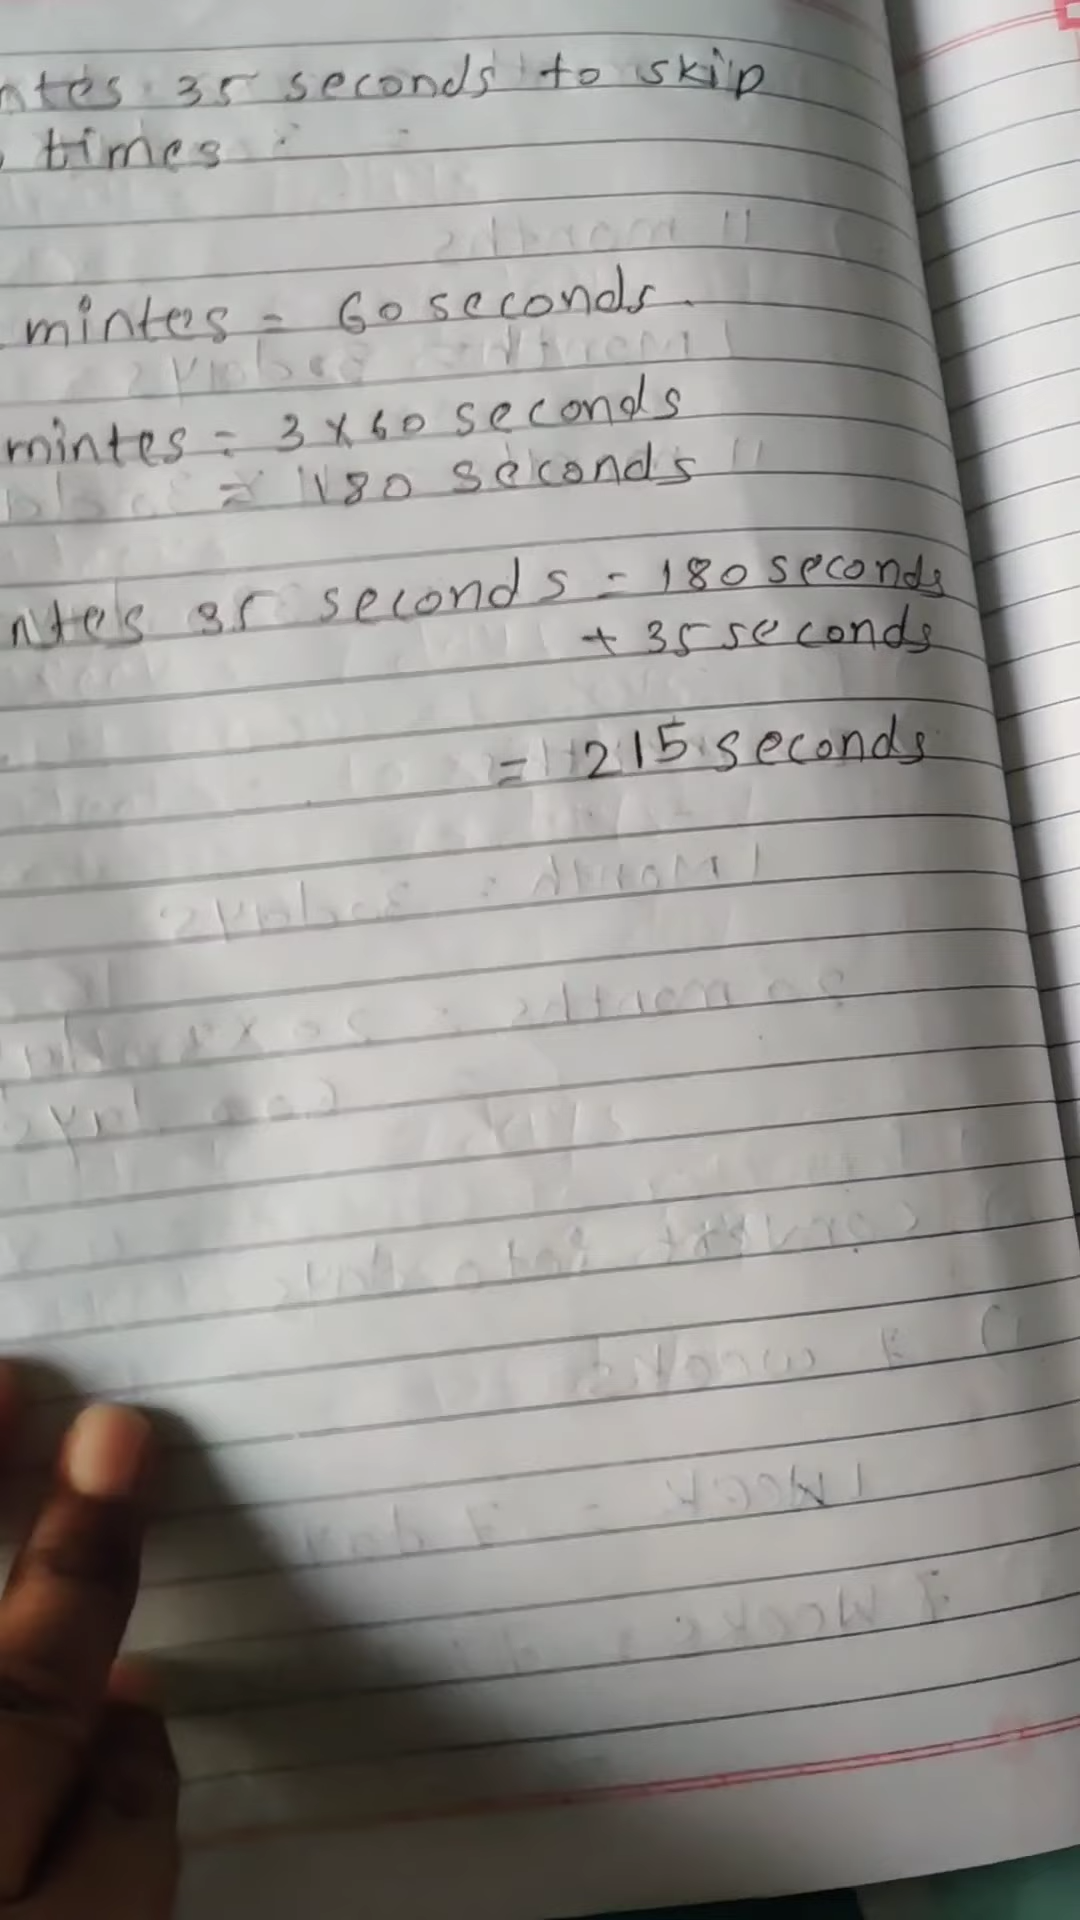 ntes 35 seconds to skip
times
mintes = 60 seconds.
mintes = 3 x 60 seconds
= 180 seconds
ntes 35 seconds = 180 seconds
+ 35 seconds
= 215 seconds